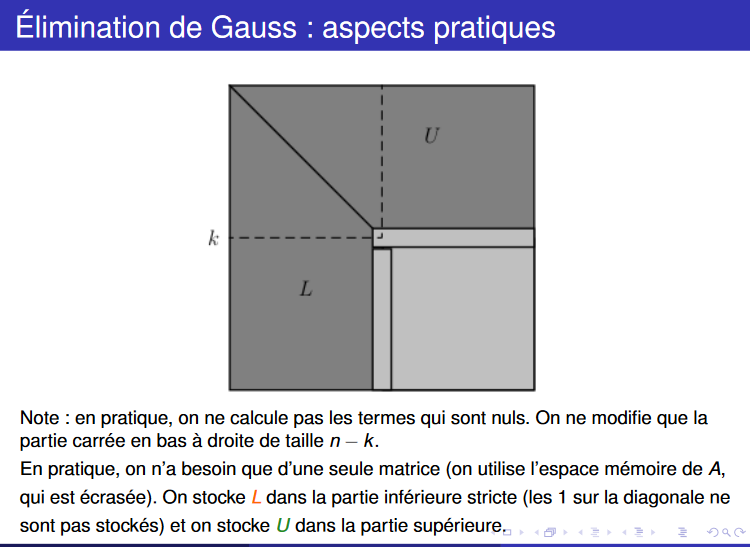 Élimination de Gauss : aspects pratiques
U
k
L
Note : en pratique, on ne calcule pas les termes qui sont nuls. On ne modifie que la
partie carrée en bas à droite de taille n − k.
En pratique, on n'a besoin que d'une seule matrice (on utilise l'espace mémoire de A,
qui est écrasée). On stocke L dans la partie inférieure stricte (les 1 sur la diagonale ne
sont pas stockés) et on stocke U dans la partie supérieure.